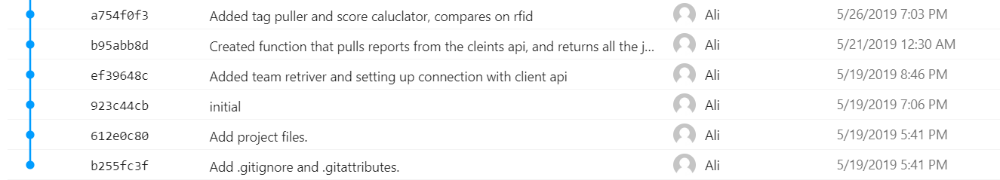 a754f0f3 Added tag puller and score caluclator, compares on rfid Ali 5/26/2019 7:03 PM
b95abb8d Created function that pulls reports from the cleints api, and returns all the j... Ali 5/21/2019 12:30 AM
ef39648c Added team retriver and setting up connection with client api Ali 5/19/2019 8:46 PM
923c44cb initial Ali 5/19/2019 7:06 PM
612e0c80 Add project files. Ali 5/19/2019 5:41 PM
b255fc3f Add .gitignore and .gitattributes. Ali 5/19/2019 5:41 PM